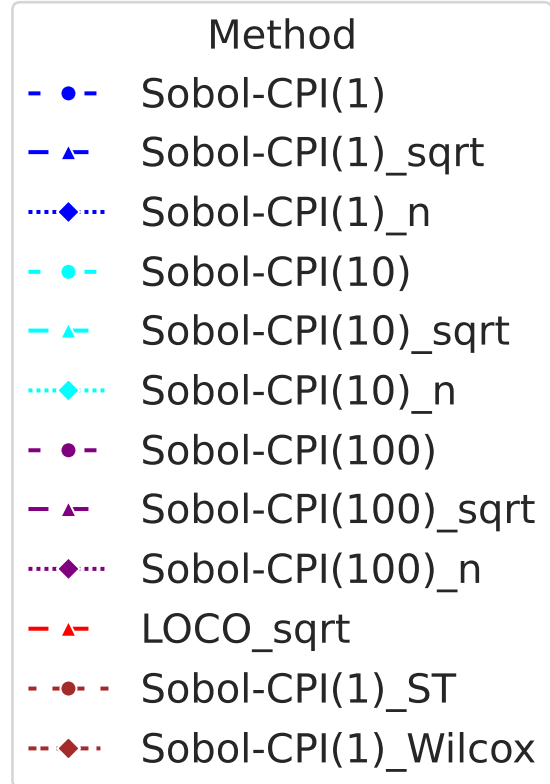 Method
Sobol-CPI(1)
Sobol-CPI(1)_sqrt
Sobol-CPI(1)_n
Sobol-CPI(10)
Sobol-CPI(10)_sqrt
Sobol-CPI(10)_n
Sobol-CPI(100)
Sobol-CPI(100)_sqrt
Sobol-CPI(100)_n
LOCO_sqrt
Sobol-CPI(1)_ST
Sobol-CPI(1)_Wilcox